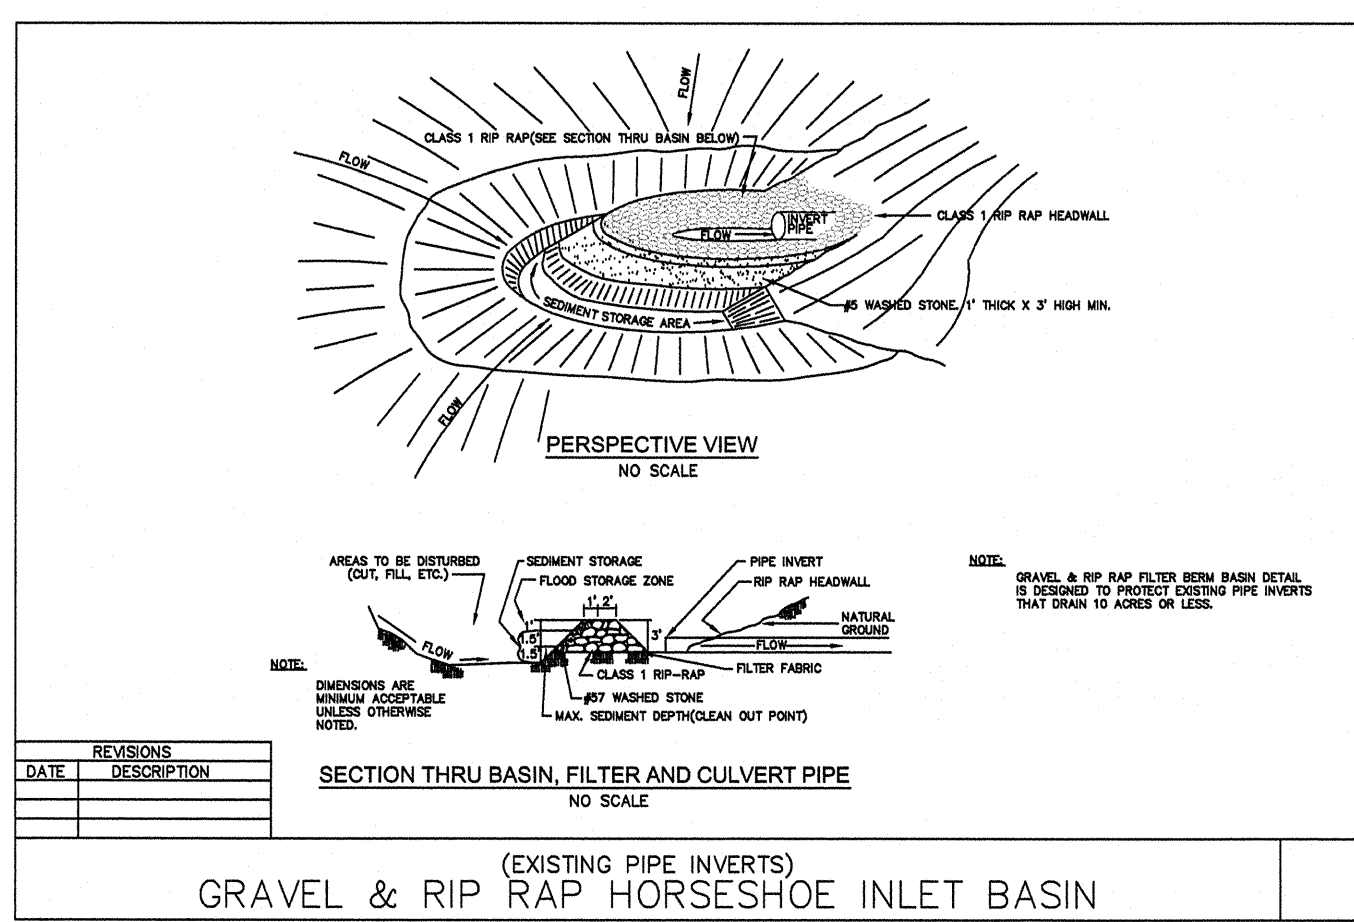 FLOW
CLASS 1 RIP RAP(SEE SECTION THRU BASIN BELOW)
FLOW
CLASS 1 RIP RAP HEADWALL
INVERT
PIPE
FLOW
#5 WASHED STONE. 1' THICK X 3' HIGH MIN.
SEDIMENT STORAGE AREA
FLOW
PERSPECTIVE VIEW
NO SCALE
AREAS TO BE DISTURBED
(CUT, FILL, ETC.)
SEDIMENT STORAGE
FLOOD STORAGE ZONE
1' 2'
1'
1.5'
1.5'
3'
PIPE INVERT
RIP RAP HEADWALL
NATURAL
GROUND
FLOW
FLOW
FILTER FABRIC
CLASS 1 RIP-RAP
#57 WASHED STONE
MAX. SEDIMENT DEPTH(CLEAN OUT POINT)
NOTE:
GRAVEL & RIP RAP FILTER BERM BASIN DETAIL
IS DESIGNED TO PROTECT EXISTING PIPE INVERTS
THAT DRAIN 10 ACRES OR LESS.
NOTE:
DIMENSIONS ARE
MINIMUM ACCEPTABLE
UNLESS OTHERWISE
NOTED.
SECTION THRU BASIN, FILTER AND CULVERT PIPE
NO SCALE
REVISIONS
DATE DESCRIPTION
(EXISTING PIPE INVERTS)
GRAVEL & RIP RAP HORSESHOE INLET BASIN